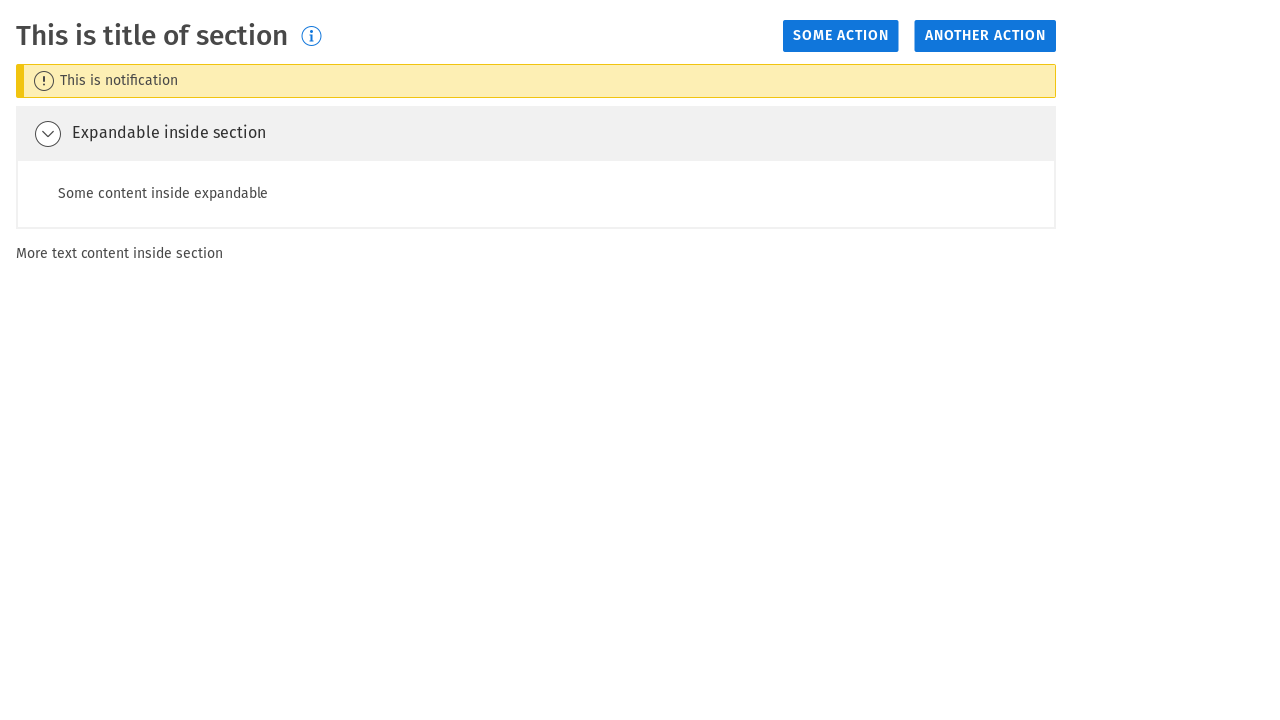 This is title of section
SOME ACTION
ANOTHER ACTION
This is notification
Expandable inside section
Some content inside expandable
More text content inside section